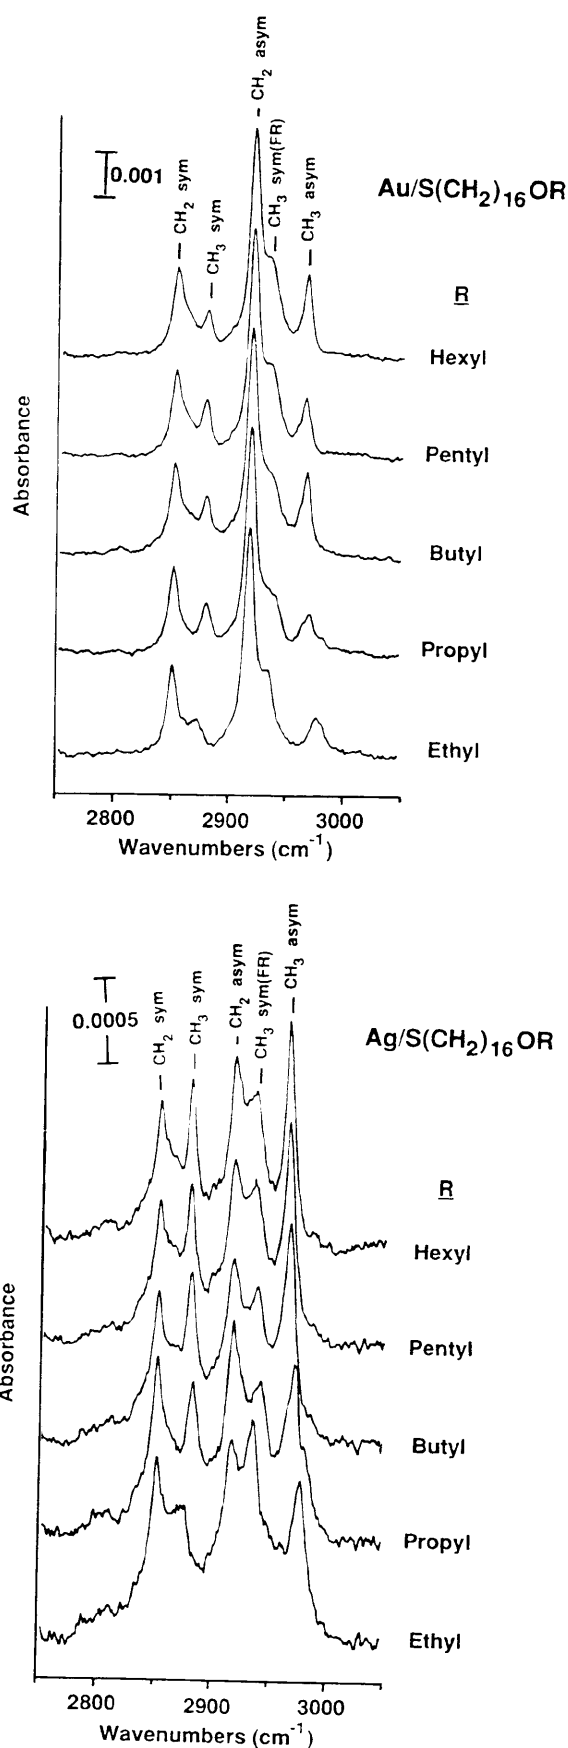 CH2 sym
CH3 sym
CH2 asym
CH3 sym(FR)
CH3 asym
0.001
Au/S(CH2)16OR
R
Hexyl
Pentyl
Butyl
Propyl
Ethyl
Absorbance
2800 2900 3000
Wavenumbers (cm-1)
CH2 sym
CH3 sym
CH2 asym
CH3 sym(FR)
CH3 asym
0.0005
Ag/S(CH2)16OR
R
Hexyl
Pentyl
Butyl
Propyl
Ethyl
Absorbance
2800 2900 3000
Wavenumbers (cm-1)